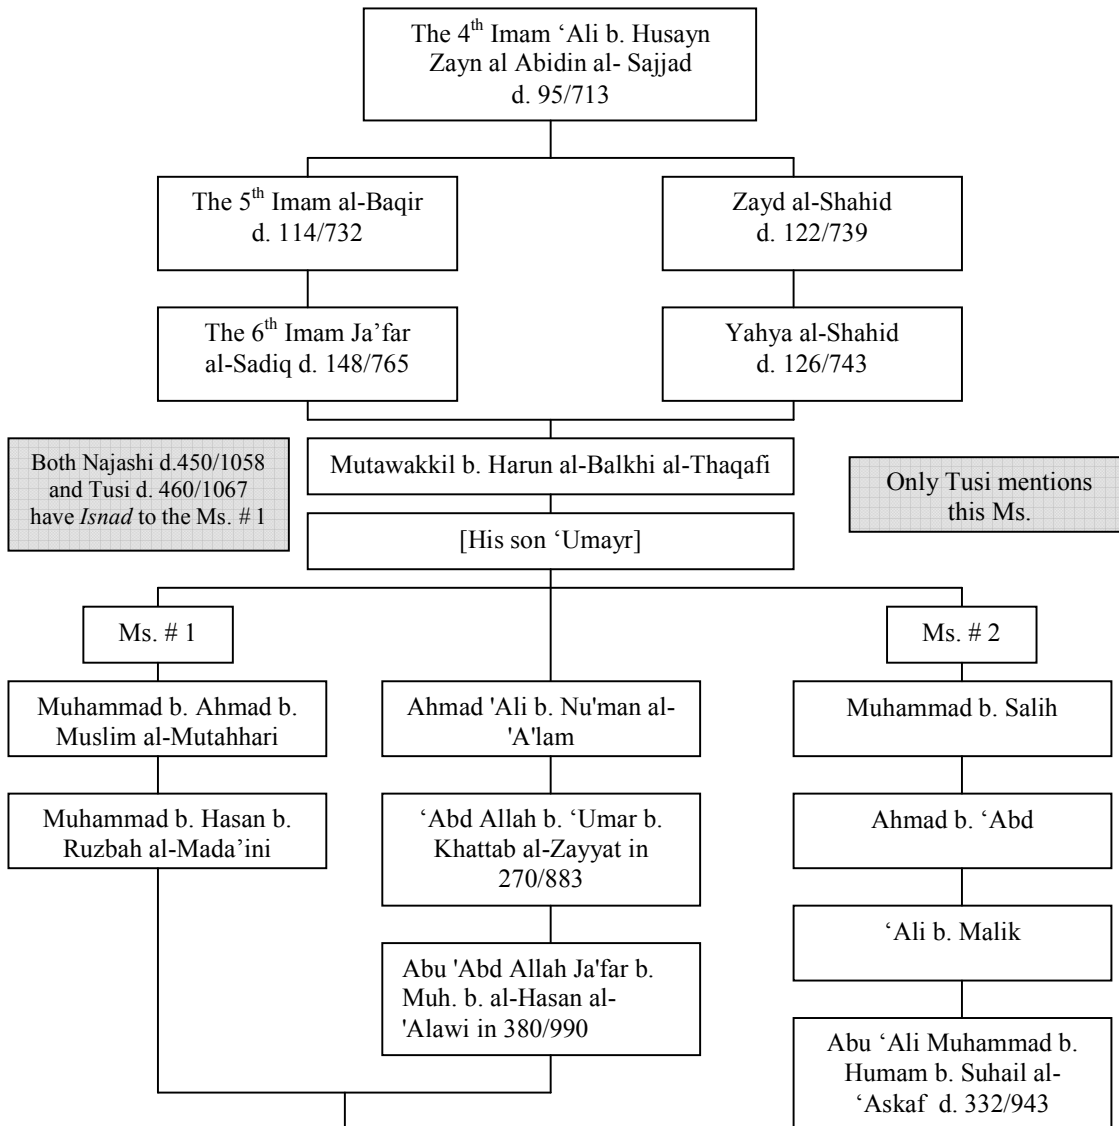 The 4th Imam ‘Ali b. Husayn
Zayn al Abidin al- Sajjad
d. 95/713
The 5th Imam al-Baqir
d. 114/732
Zayd al-Shahid
d. 122/739
The 6th Imam Ja’far
al-Sadiq d. 148/765
Yahya al-Shahid
d. 126/743
Both Najashi d.450/1058
and Tusi d. 460/1067
have Isnad to the Ms. # 1
Mutawakkil b. Harun al-Balkhi al-Thaqafi
Only Tusi mentions
this Ms.
[His son ‘Umayr]
Ms. # 1
Ms. # 2
Muhammad b. Ahmad b.
Muslim al-Mutahhari
Ahmad 'Ali b. Nu'man al-
'A'lam
Muhammad b. Salih
Muhammad b. Hasan b.
Ruzbah al-Mada’ini
‘Abd Allah b. ‘Umar b.
Khattab al-Zayyat in
270/883
Ahmad b. ‘Abd
Abu 'Abd Allah Ja'far b.
Muh. b. al-Hasan al-
'Alawi in 380/990
‘Ali b. Malik
Abu ‘Ali Muhammad b.
Humam b. Suhail al-
‘Askaf d. 332/943